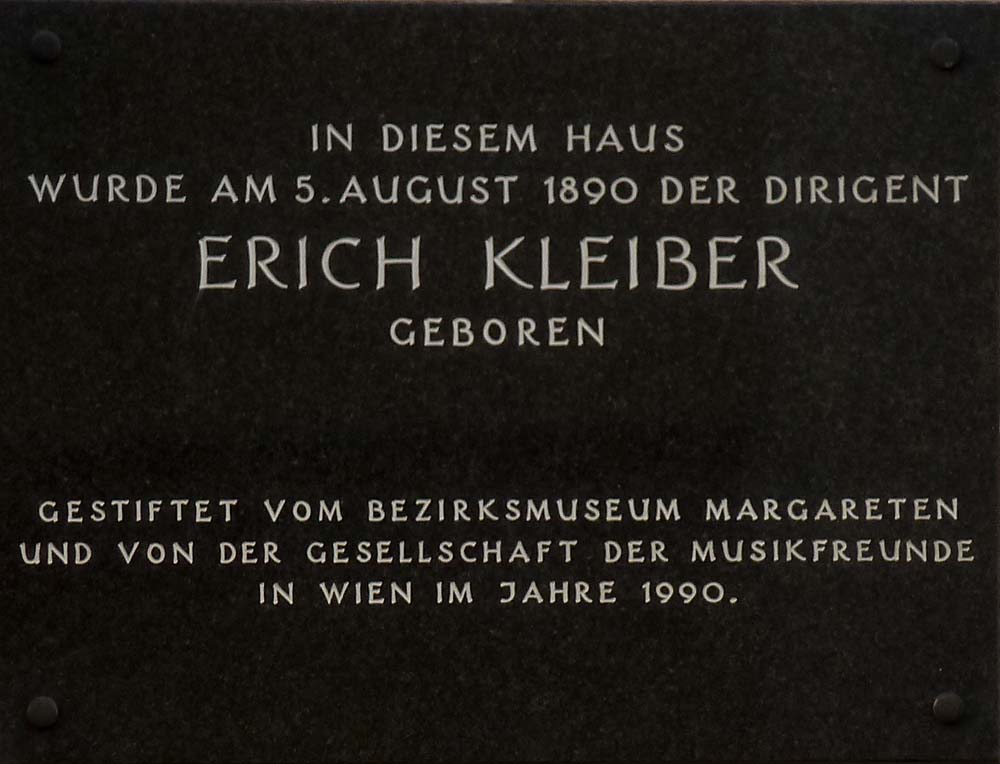 IN DIESEM HAUS
WURDE AM 5. AUGUST 1890 DER DIRIGENT
ERICH KLEIBER
GEBOREN
GESTIFTET VOM BEZIRKSMUSEUM MARGARETEN
UND VON DER GESELLSCHAFT DER MUSIKFREUNDE
IN WIEN IM JAHRE 1990.